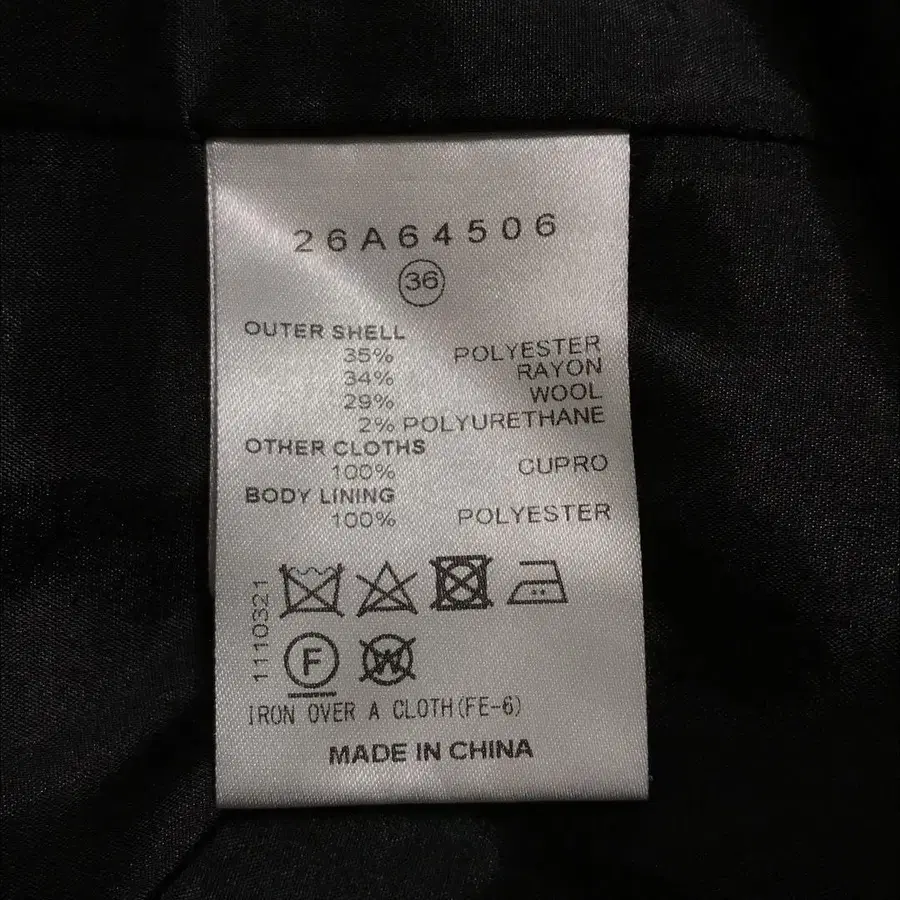 26A64506
36
OUTER SHELL
35% POLYESTER
34% RAYON
29% WOOL
2% POLYURETHANE
OTHER CLOTHS
100% CUPRO
BODY LINING
100% POLYESTER
1110321
F W
IRON OVER A CLOTH(FE-6)
MADE IN CHINA